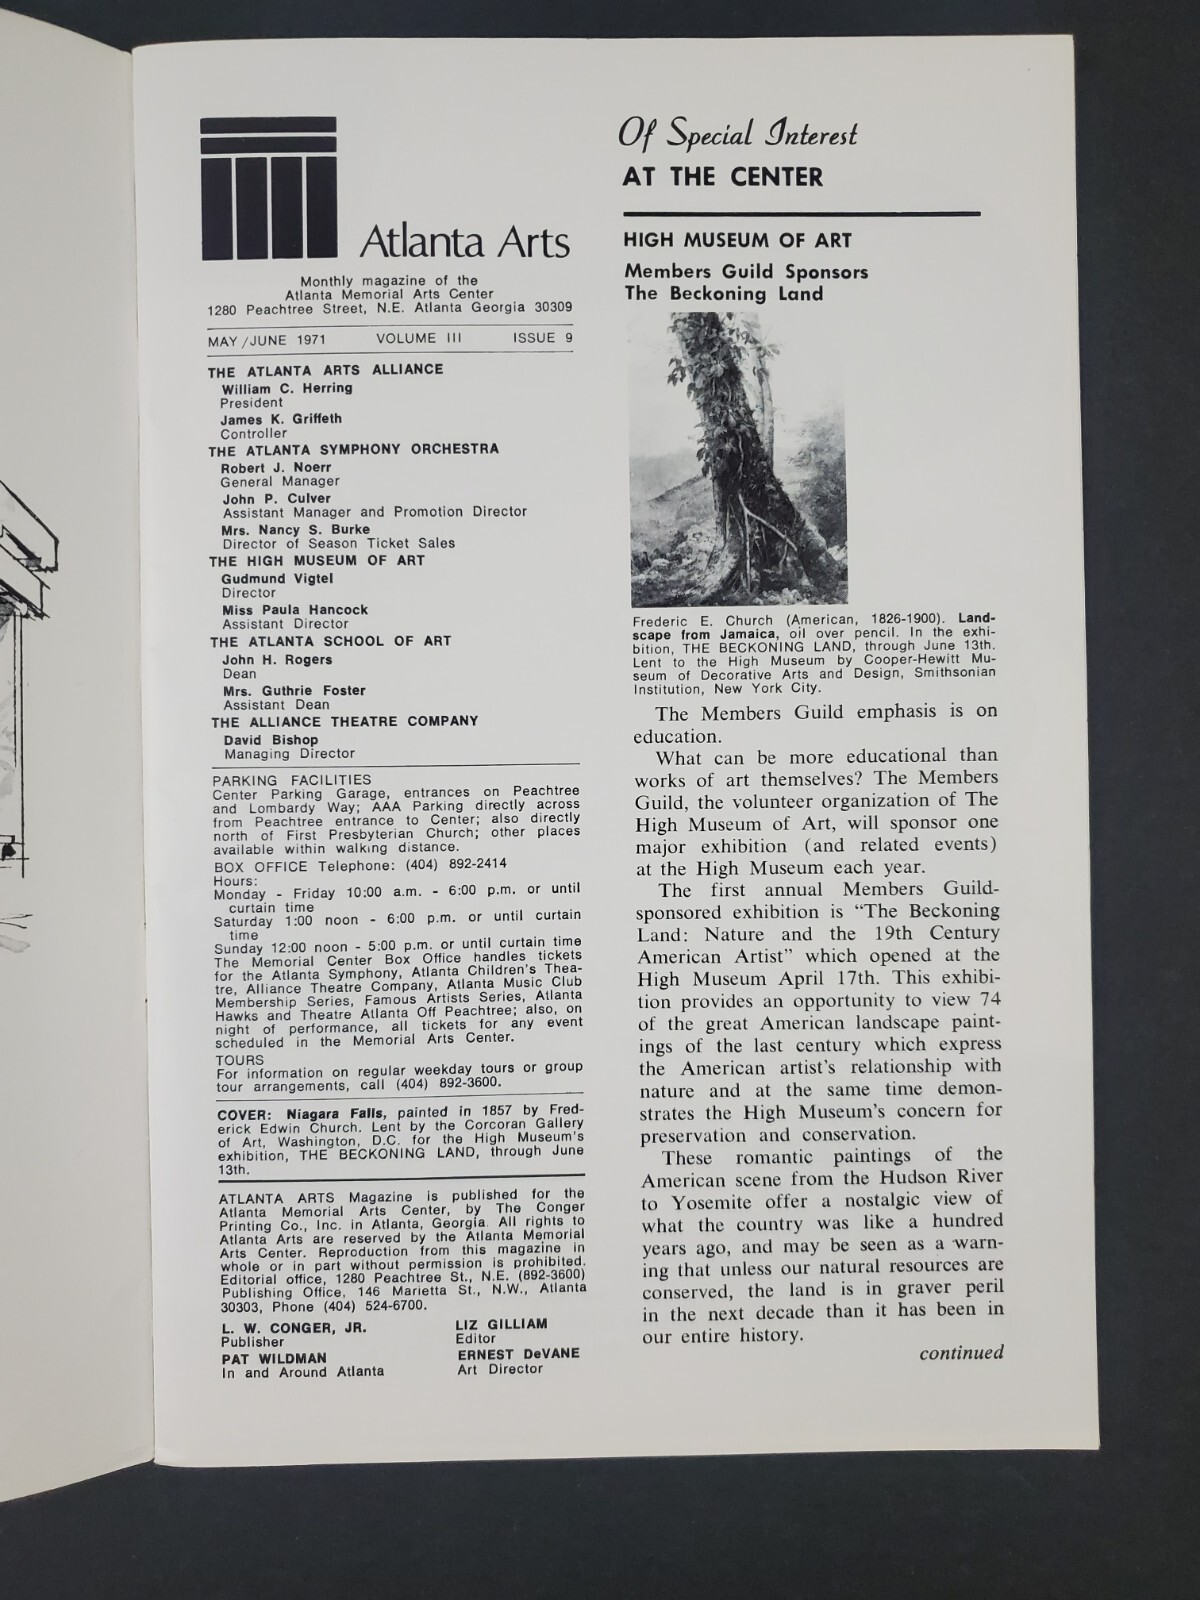 Atlanta Arts
Monthly magazine of the
Atlanta Memorial Arts Center
1280 Peachtree Street, N.E. Atlanta Georgia 30309
MAY/JUNE 1971 VOLUME III ISSUE 9
THE ATLANTA ARTS ALLIANCE
William C. Herring
President
James K. Griffeth
Controller
THE ATLANTA SYMPHONY ORCHESTRA
Robert J. Noerr
General Manager
John P. Culver
Assistant Manager and Promotion Director
Mrs. Nancy S. Burke
Director of Season Ticket Sales
THE HIGH MUSEUM OF ART
Gudmund Vigtel
Director
Miss Paula Hancock
Assistant Director
THE ATLANTA SCHOOL OF ART
John H. Rogers
Dean
Mrs. Guthrie Foster
Assistant Dean
THE ALLIANCE THEATRE COMPANY
David Bishop
Managing Director
PARKING FACILITIES
Center Parking Garage, entrances on Peachtree
and Lombardy Way; AAA Parking directly across
from Peachtree entrance to Center; also directly
north of First Presbyterian Church; other places
available within walking distance.
BOX OFFICE Telephone: (404) 892-2414
Hours:
Monday - Friday 10:00 a.m. - 6:00 p.m. or until
curtain time
Saturday 1:00 noon - 6:00 p.m. or until curtain
time
Sunday 12:00 noon - 5:00 p.m. or until curtain time
The Memorial Center Box Office handles tickets
for the Atlanta Symphony, Atlanta Children's Thea-
tre, Alliance Theatre Company, Atlanta Music Club
Membership Series, Famous Artists Series, Atlanta
Hawks and Theatre Atlanta Off Peachtree; also, on
night of performance, all tickets for any event
scheduled in the Memorial Arts Center.
TOURS
For information on regular weekday tours or group
tour arrangements, call (404) 892-3600.
COVER: Niagara Falls, painted in 1857 by Fred-
erick Edwin Church. Lent by the Corcoran Gallery
of Art, Washington, D.C. for the High Museum's
exhibition, THE BECKONING LAND, through June
13th.
ATLANTA ARTS Magazine is published for the
Atlanta Memorial Arts Center, by The Conger
Printing Co., Inc. in Atlanta, Georgia. All rights to
Atlanta Arts are reserved by the Atlanta Memorial
Arts Center. Reproduction from this magazine in
whole or in part without permission is prohibited.
Editorial office, 1280 Peachtree St., N.E. (892-3600)
Publishing Office, 146 Marietta St., N.W., Atlanta
30303, Phone (404) 524-6700.
L. W. CONGER, JR.
Publisher
PAT WILDMAN
In and Around Atlanta
LIZ GILLIAM
Editor
ERNEST DeVANE
Art Director
Of Special Interest
AT THE CENTER
HIGH MUSEUM OF ART
Members Guild Sponsors
The Beckoning Land
Frederic E. Church (American, 1826-1900). Land-
scape from Jamaica, oil over pencil. In the exhi-
bition, THE BECKONING LAND, through June 13th.
Lent to the High Museum by Cooper-Hewitt Mu-
seum of Decorative Arts and Design, Smithsonian
Institution, New York City.
The Members Guild emphasis is on
education.
What can be more educational than
works of art themselves? The Members
Guild, the volunteer organization of The
High Museum of Art, will sponsor one
major exhibition (and related events)
at the High Museum each year.
The first annual Members Guild-
sponsored exhibition is “The Beckoning
Land: Nature and the 19th Century
American Artist” which opened at the
High Museum April 17th. This exhibi-
tion provides an opportunity to view 74
of the great American landscape paint-
ings of the last century which express
the American artist's relationship with
nature and at the same time demon-
strates the High Museum's concern for
preservation and conservation.
These romantic paintings of the
American scene from the Hudson River
to Yosemite offer a nostalgic view of
what the country was like a hundred
years ago, and may be seen as a warn-
ing that unless our natural resources are
conserved, the land is in graver peril
in the next decade than it has been in
our entire history.
continued